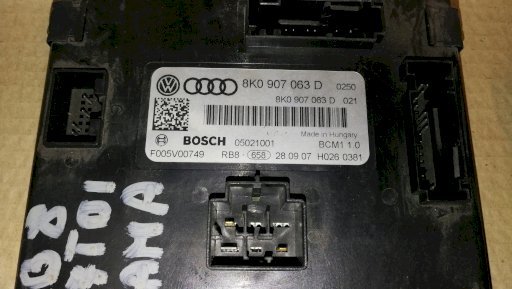 8K0 907 063 D 0250
8K0 907 063 D 021
Made in Hungary
BOSCH 05021001 BCM1 1.0
F005V00749 RB8 - 656 28 09 07 H026 0381